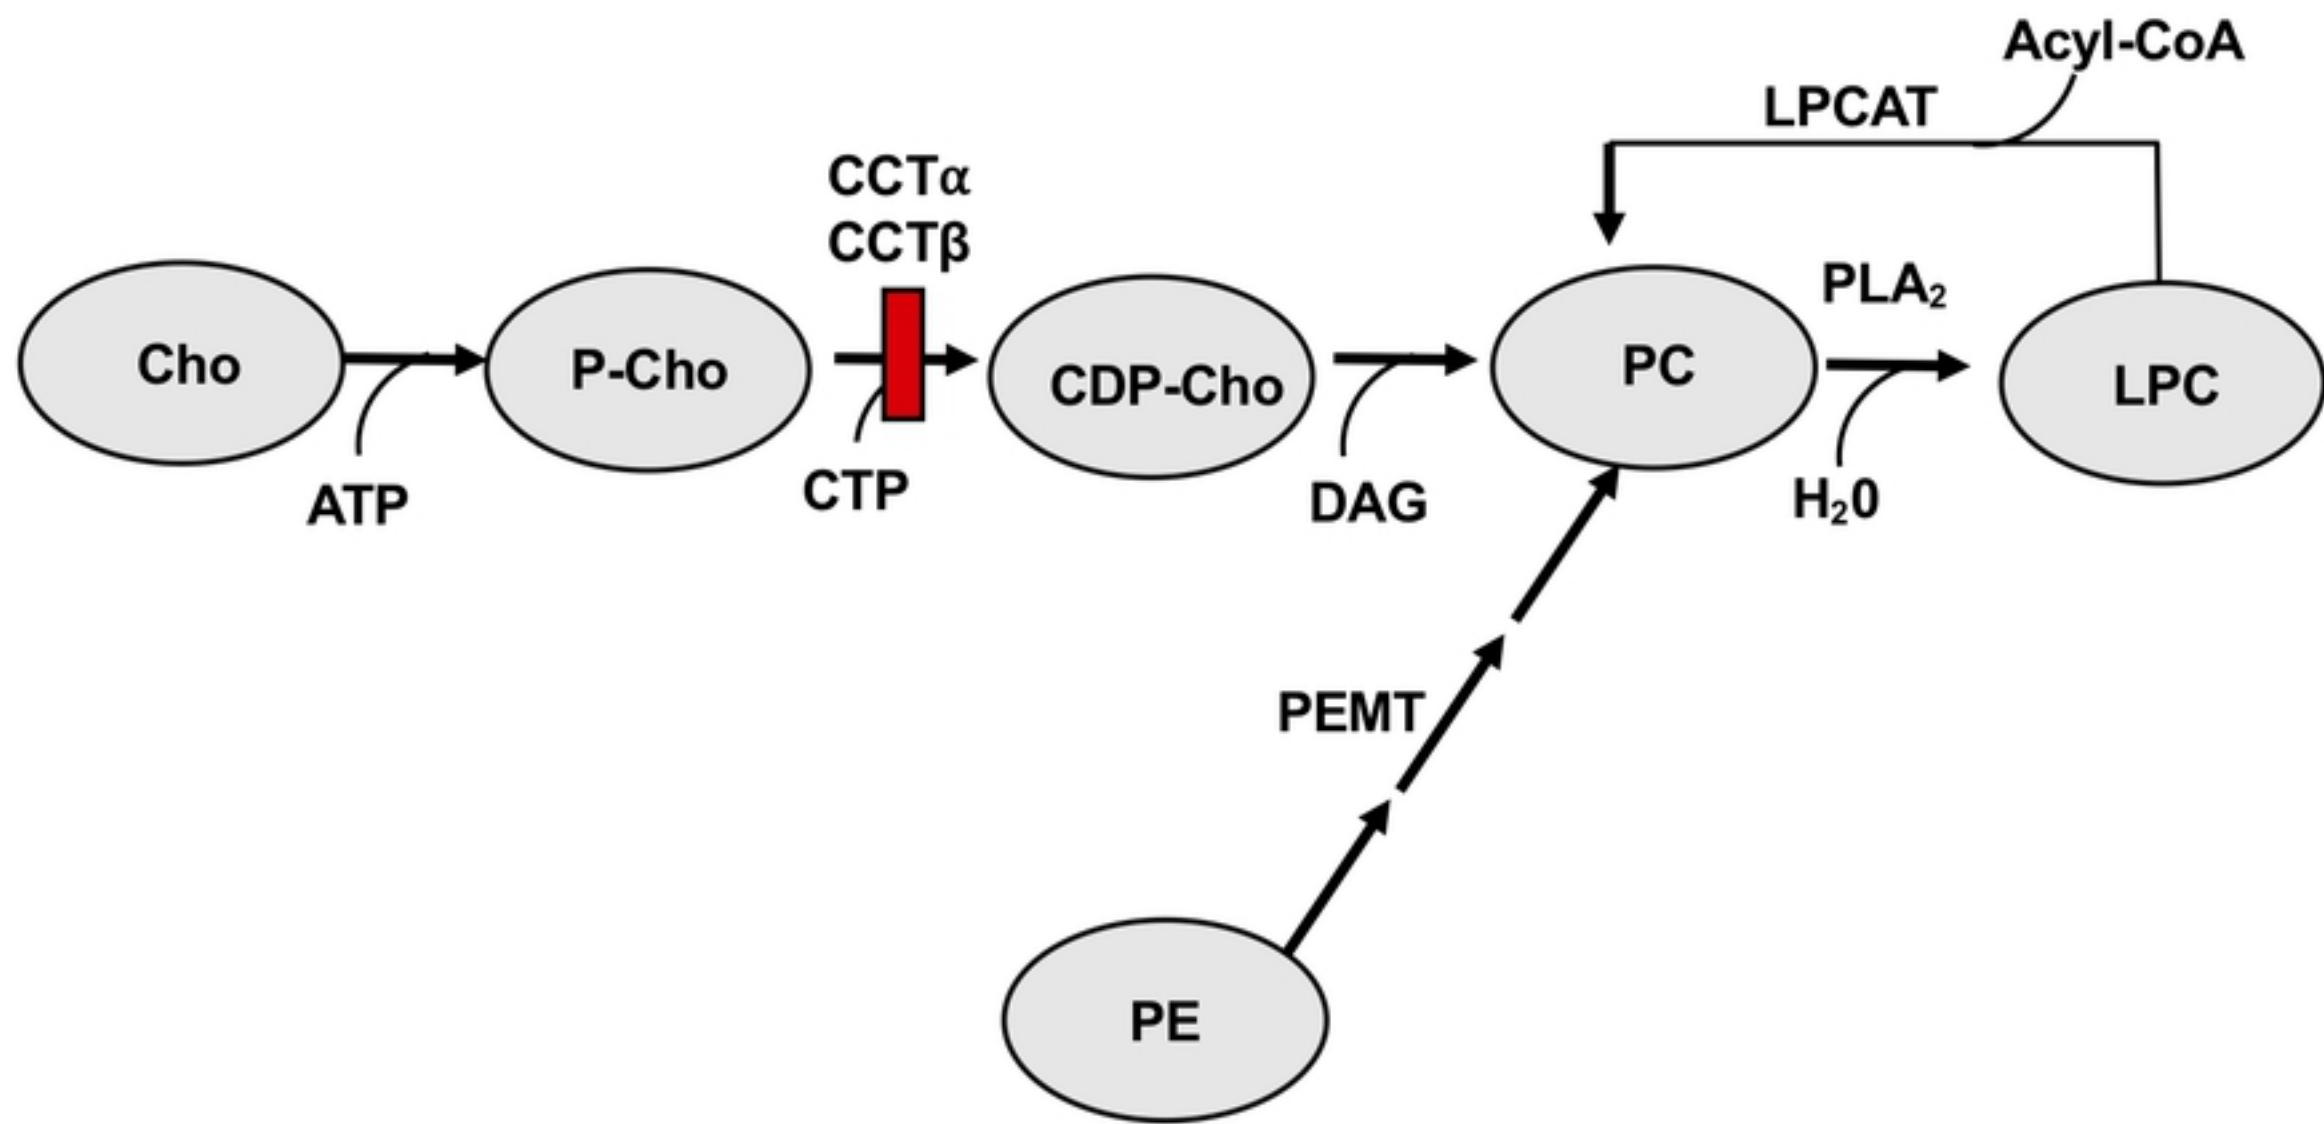 Acyl-CoA
LPCAT
CCTα
CCTβ
PLA₂
Cho
P-Cho
CDP-Cho
PC
LPC
ATP
CTP
DAG
H₂0
PEMT
PE